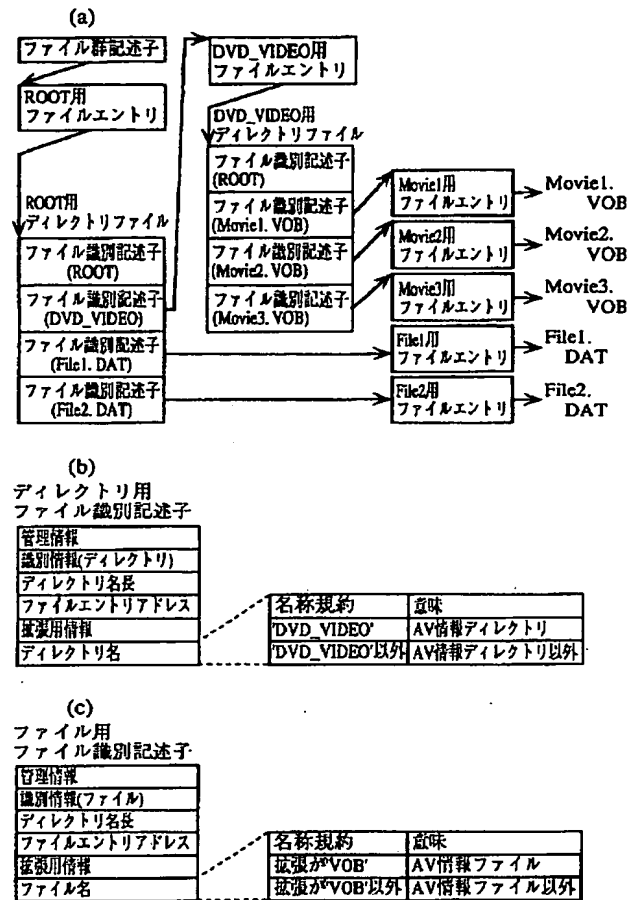 (a)
ファイル群記述子
ROOT用
ファイルエントリ
ROOT用
ディレクトリファイル
ファイル識別記述子
(ROOT)
ファイル識別記述子
(DVD_VIDEO)
ファイル識別記述子
(File1. DAT)
ファイル識別記述子
(File2. DAT)
DVD_VIDEO用
ファイルエントリ
DVD_VIDEO用
ディレクトリファイル
ファイル識別記述子
(ROOT)
ファイル識別記述子
(Movie1. VOB)
ファイル識別記述子
(Movie2. VOB)
ファイル識別記述子
(Movie3. VOB)
Movie1用
ファイルエントリ
Movie1.
VOB
Movie2用
ファイルエントリ
Movie2.
VOB
Movie3用
ファイルエントリ
Movie3.
VOB
File1用
ファイルエントリ
File1.
DAT
File2用
ファイルエントリ
File2.
DAT
(b)
ディレクトリ用
ファイル識別記述子
管理情報
識別情報(ディレクトリ)
ディレクトリ名長
ファイルエントリアドレス
拡張用情報
ディレクトリ名
名称規約
意味
'DVD_VIDEO'
AV情報ディレクトリ
'DVD_VIDEO'以外
AV情報ディレクトリ以外
(c)
ファイル用
ファイル識別記述子
管理情報
識別情報(ファイル)
ディレクトリ名長
ファイルエントリアドレス
拡張用情報
ファイル名
名称規約
意味
拡張が'VOB'
AV情報ファイル
拡張が'VOB'以外
AV情報ファイル以外